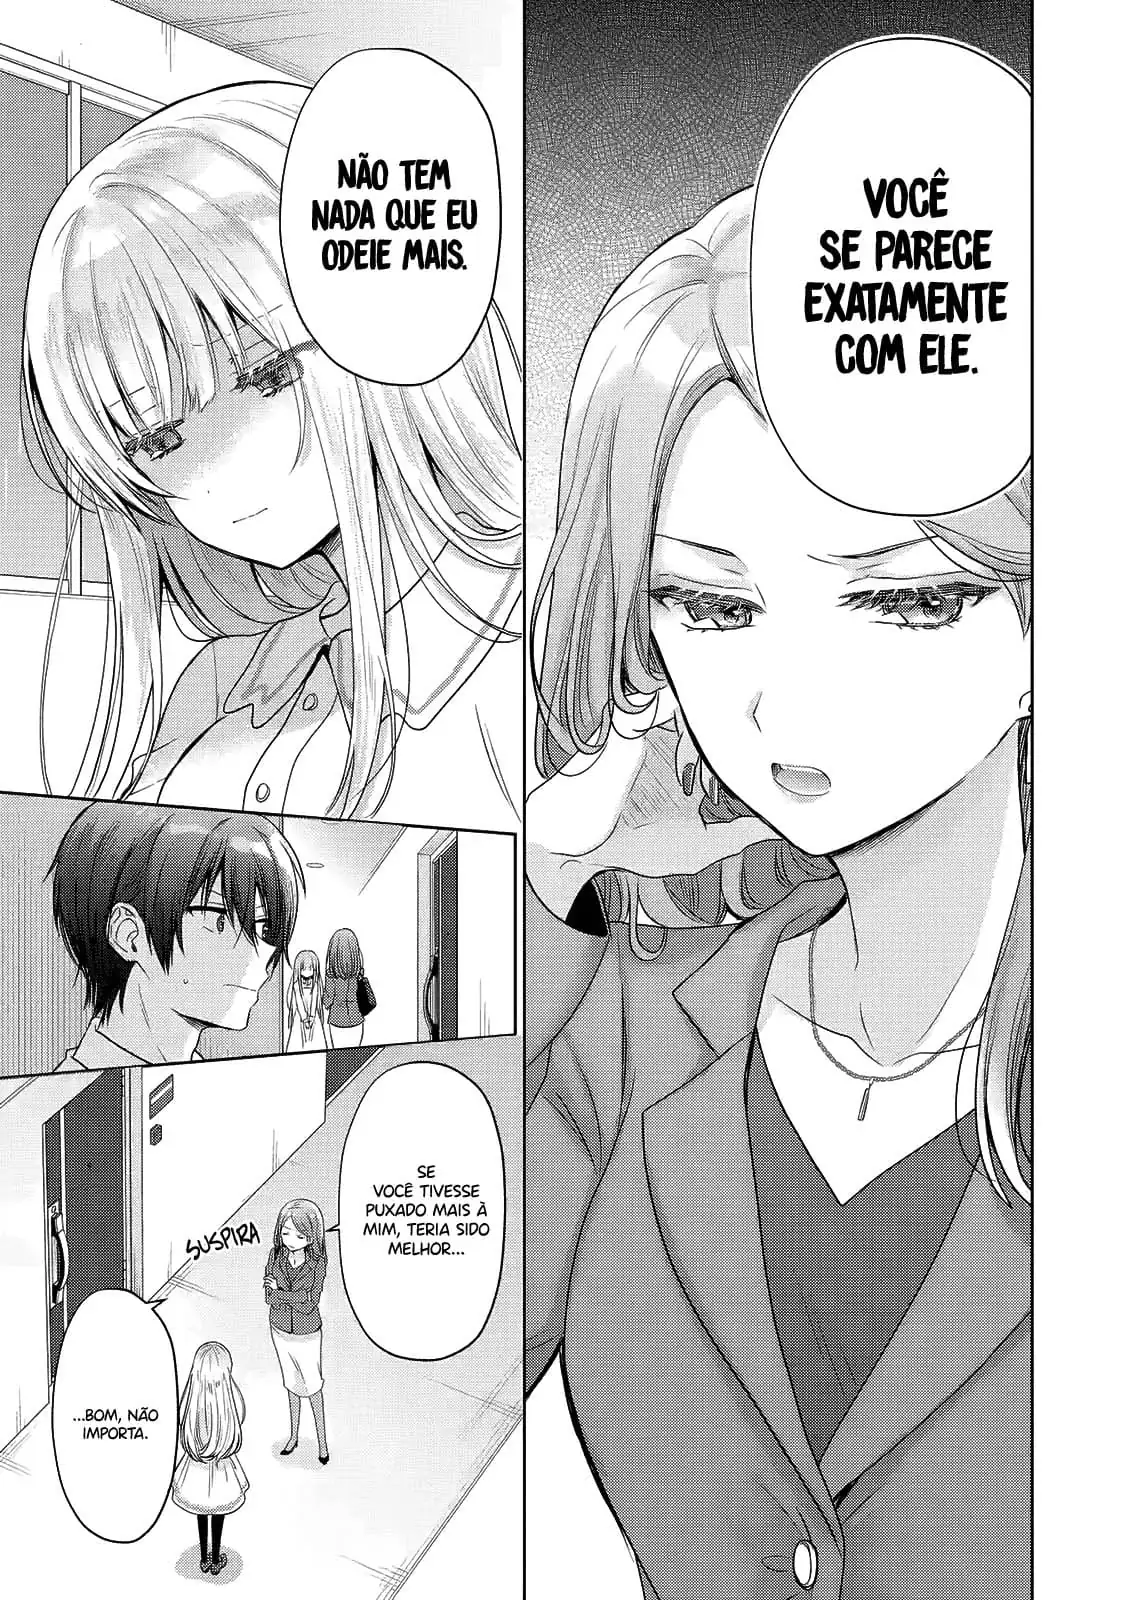 VOCÊ
SE PARECE
EXATAMENTE
COM ELE.
NÃO TEM
NADA QUE EU
ODEIE MAIS.
SE
VOCÊ TIVESSE
PUXADO MAIS À
MIM, TERIA SIDO
MELHOR...
SUSPIRA
...BOM, NÃO
IMPORTA.